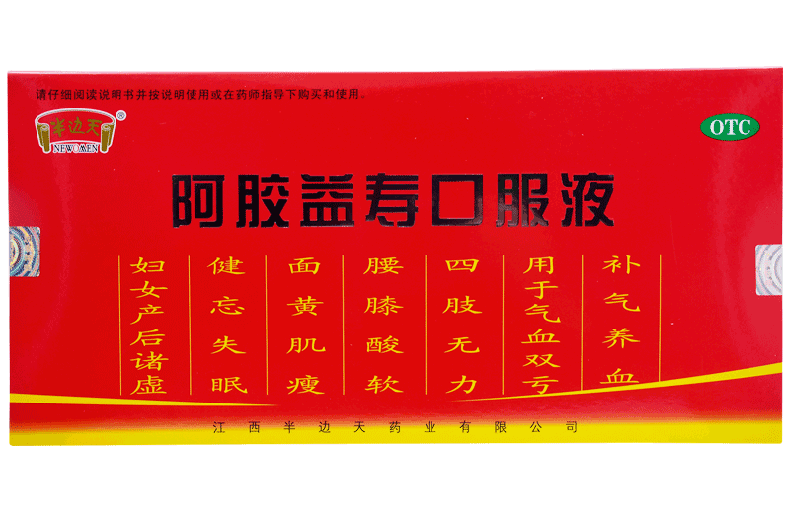 请仔细阅读说明书并按说明使用或在药师指导下购买和使用。
半边天
®
NEWOMEN
OTC
阿胶益寿口服液
补气养血
用于气血双亏
四肢无力
腰膝酸软
面黄肌瘦
健忘失眠
妇女产后诸虚
江西半边天药业有限公司